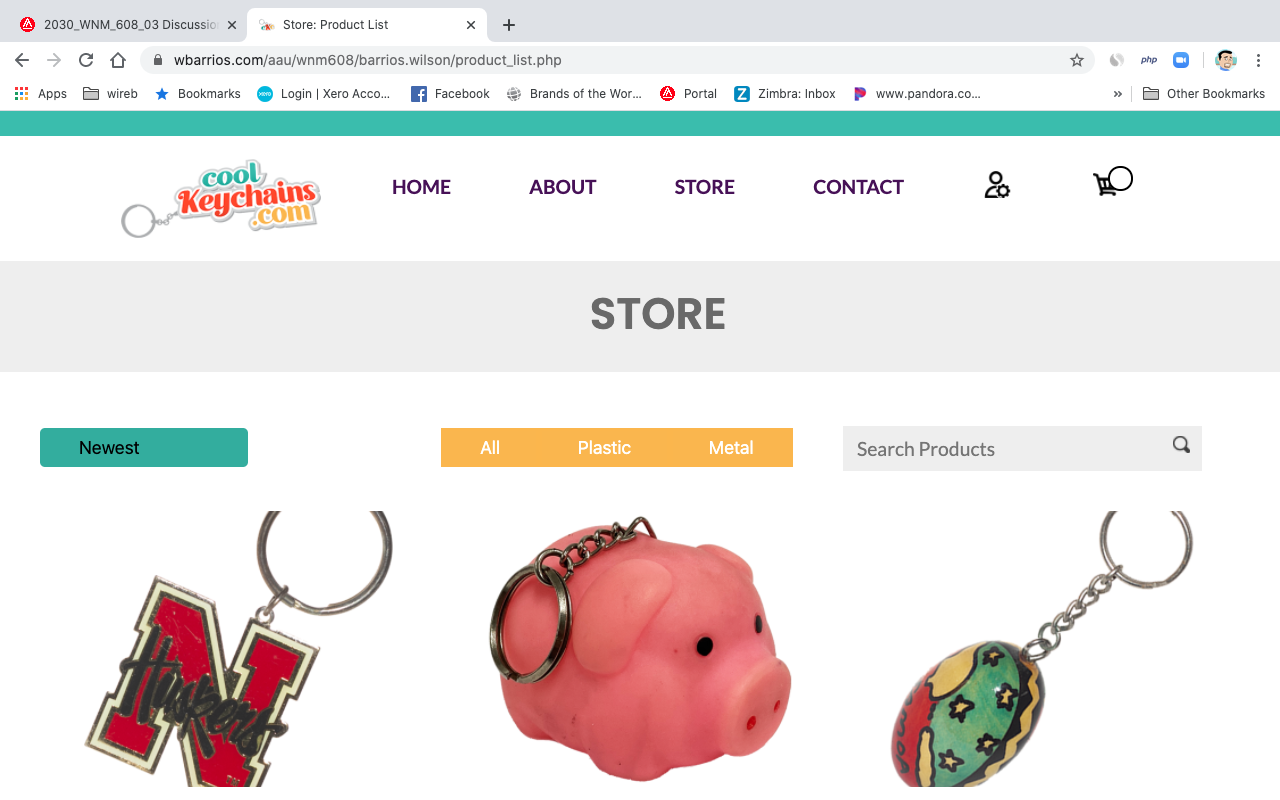 2030_WNM_608_03 Discussio
Store: Product List
wbarrios.com/aau/wnm608/barrios.wilson/product_list.php
php
Apps
wireb
Bookmarks
xero
Login | Xero Acco...
Facebook
Brands of the Wor...
Portal
Z
Zimbra: Inbox
www.pandora.co...
»
Other Bookmarks
cool
Keychains
.com
HOME
ABOUT
STORE
CONTACT
STORE
Newest
All
Plastic
Metal
Search Products
N
Huskers